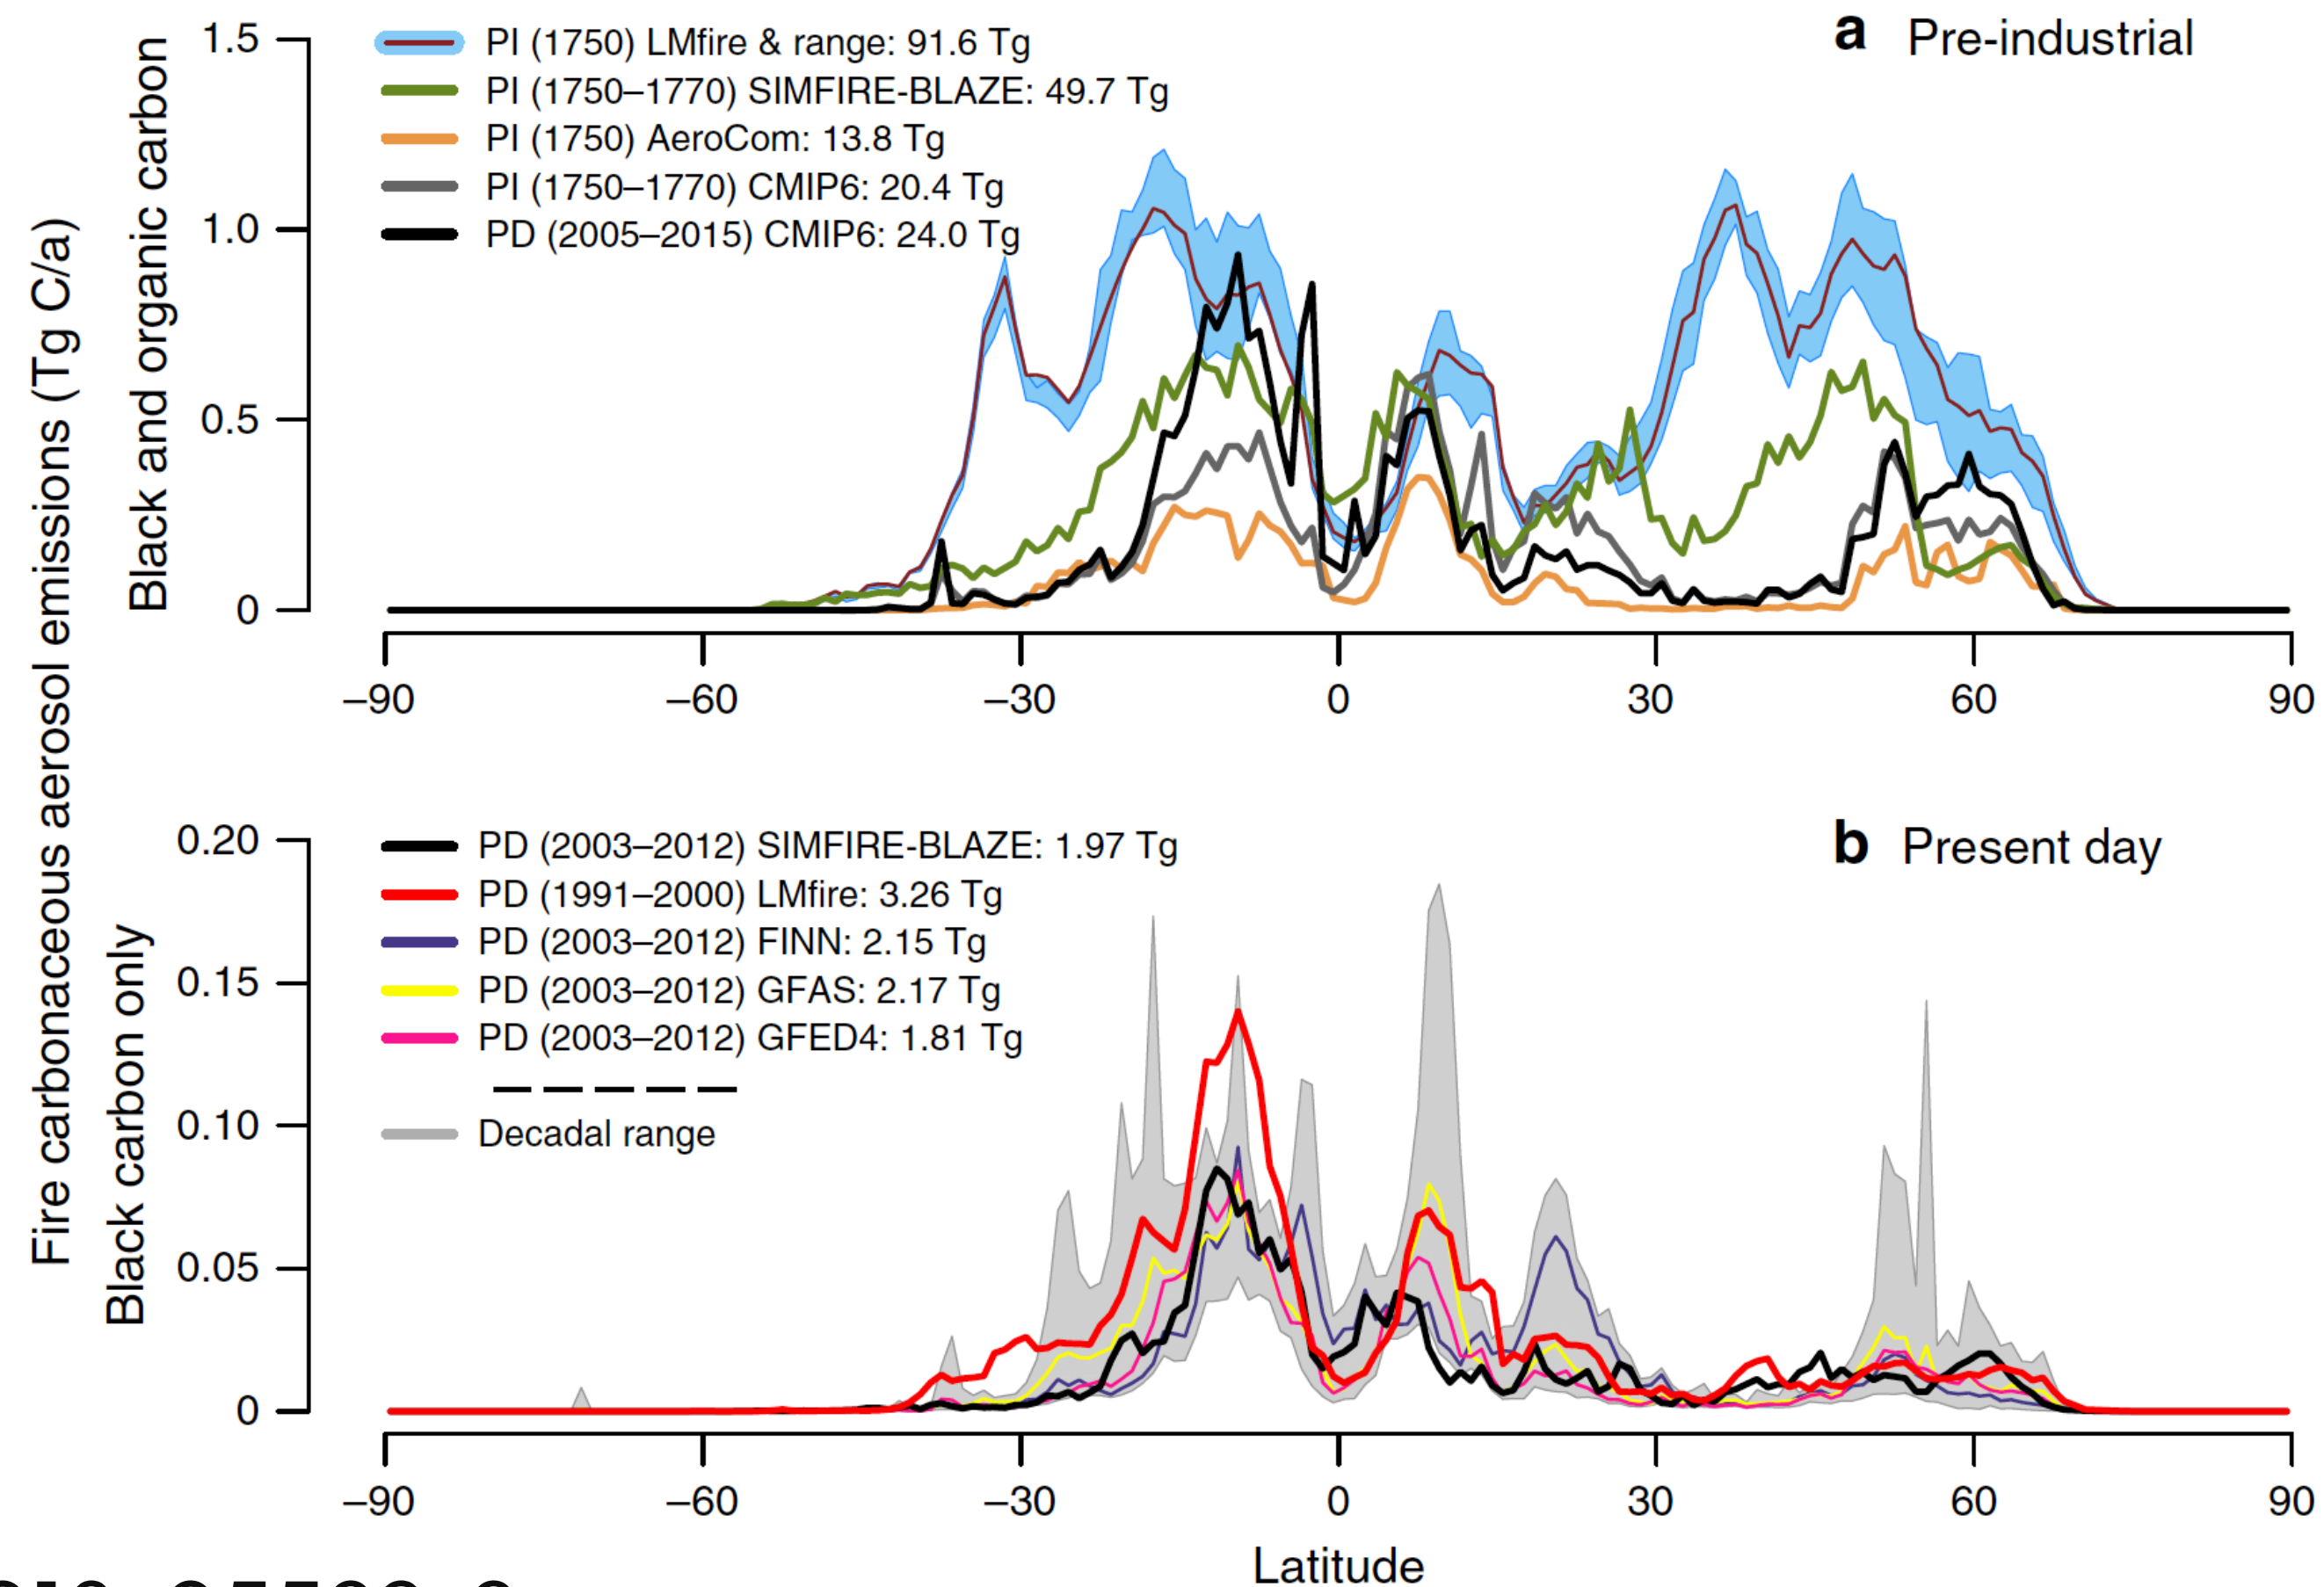 Fire carbonaceous aerosol emissions (Tg C/a)
Black and organic carbon
1.5
1.0
0.5
0
PI (1750) LMfire & range: 91.6 Tg
PI (1750–1770) SIMFIRE-BLAZE: 49.7 Tg
PI (1750) AeroCom: 13.8 Tg
PI (1750–1770) CMIP6: 20.4 Tg
PD (2005–2015) CMIP6: 24.0 Tg
a Pre-industrial
–90 –60 –30 0 30 60 90
Black carbon only
0.20
0.15
0.10
0.05
0
PD (2003–2012) SIMFIRE-BLAZE: 1.97 Tg
PD (1991–2000) LMfire: 3.26 Tg
PD (2003–2012) FINN: 2.15 Tg
PD (2003–2012) GFAS: 2.17 Tg
PD (2003–2012) GFED4: 1.81 Tg
Decadal range
b Present day
–90 –60 –30 0 30 60 90
Latitude